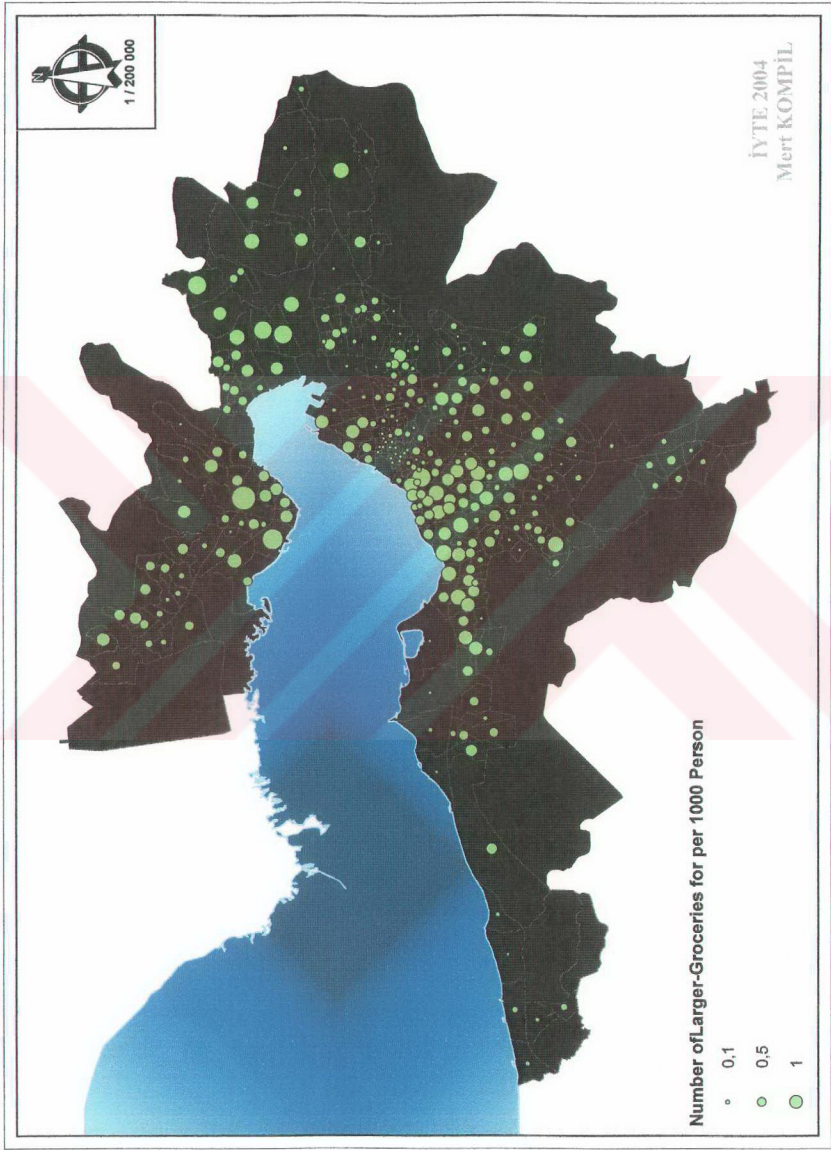 N
1 / 200 000
İYTE 2004
Mert KOMPİL
Number ofLarger-Groceries for per 1000 Person
0,1
0,5
1